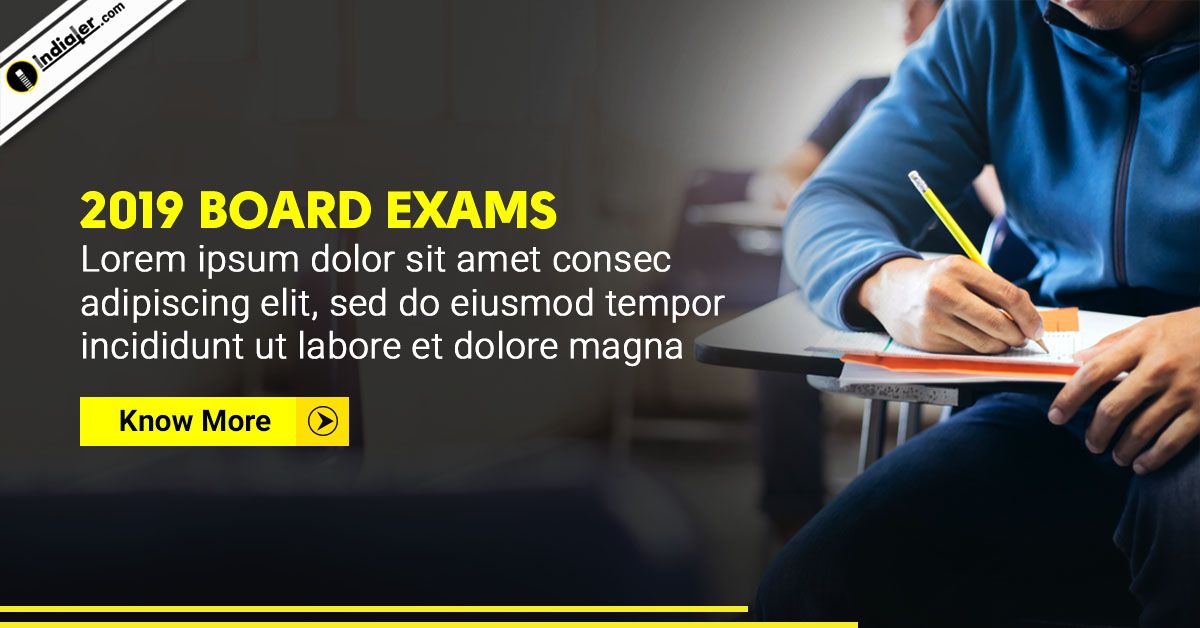 Indiater.com
2019 BOARD EXAMS
Lorem ipsum dolor sit amet consec
adipiscing elit, sed do eiusmod tempor
incididunt ut labore et dolore magna
Know More